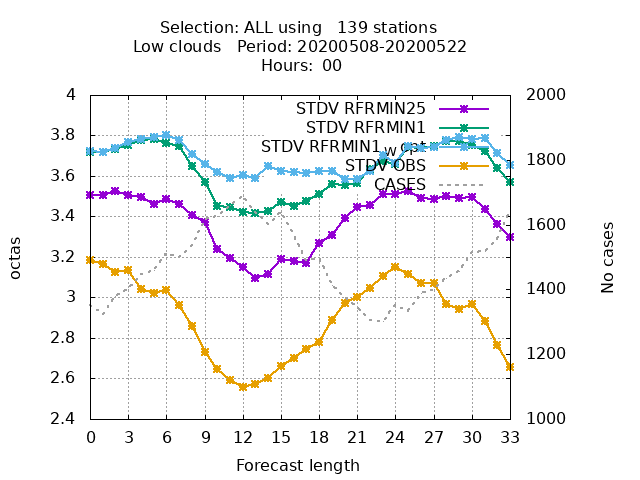 Selection: ALL using   139 stations
Low clouds   Period: 20200508-20200522
Hours: 00
STDV RFRMIN25
STDV RFRMIN1
STDV RFRMIN1_w_cpt
STDV OBS
CASES
4
3.8
3.6
3.4
3.2
3
2.8
2.6
2.4
octas
2000
1800
1600
1400
1200
1000
No cases
0 3 6 9 12 15 18 21 24 27 30 33
Forecast length